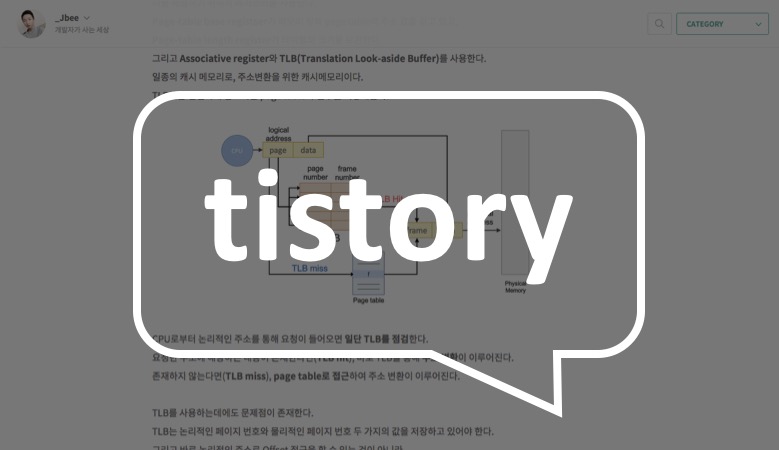 _Jbee
개발자가 사는 세상
CATEGORY
그리고 Associative register와 TLB(Translation Look-aside Buffer)를 사용한다.
일종의 캐시 메모리로, 주소변환을 위한 캐시메모리이다.
logical
address
CPU
page
data
page
number
frame
number
tistory
TLB miss
Page table
Physical
Memory
CPU로부터 논리적인 주소를 통해 요청이 들어오면 일단 TLB를 점검한다.
이 이루어진다.
존재하지 않는다면(TLB miss), page table로 접근하여 주소 변환이 이루어진다.
TLB를 사용하는데에도 문제점이 존재한다.
TLB는 논리적인 페이지 번호와 물리적인 페이지 번호 두 가지의 값을 저장하고 있어야 한다.